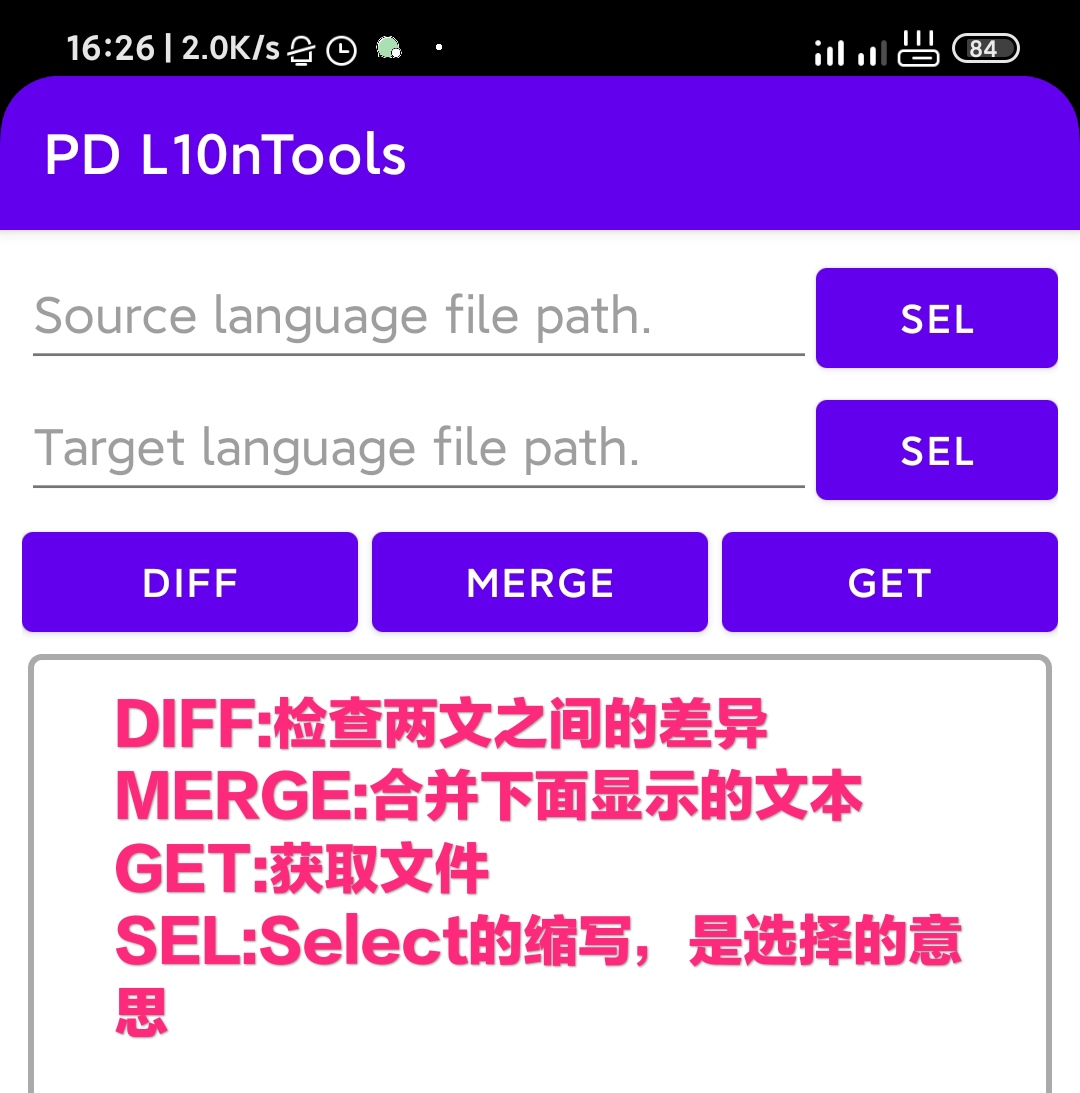 16:26 | 2.0K/s 84
PD L10nTools
Source language file path. SEL
Target language file path. SEL
DIFF MERGE GET
DIFF:检查两文之间的差异
MERGE:合并下面显示的文本
GET:获取文件
SEL:Select的缩写，是选择的意
思